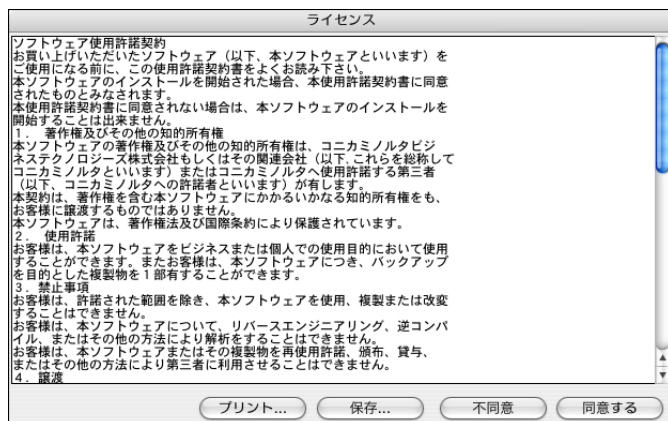 ライセンス
ソフトウェア使用許諾契約
お買い上げいただいたソフトウェア（以下、本ソフトウェアといいます）を
ご使用になる前に、この使用許諾契約書をよくお読み下さい。
本ソフトウェアのインストールを開始された場合、本使用許諾契約書に同意
されたものとみなされます。
本使用許諾契約書に同意されない場合は、本ソフトウェアのインストールを
開始することは出来ません。
１． 著作権及びその他の知的所有権
本ソフトウェアの著作権及びその他の知的所有権は、コニカミノルタビジ
ネステクノロジーズ株式会社もしくはその関連会社（以下、これらを総称して
コニカミノルタといいます）またはコニカミノルタへ使用許諾する第三者
（以下、コニカミノルタへの許諾者といいます）が有します。
本契約は、著作権を含む本ソフトウェアにかかるいかなる知的所有権をも、
お客様に譲渡するものではありません。
本ソフトウェアは、著作権法及び国際条約により保護されています。
２． 使用許諾
お客様は、本ソフトウェアをビジネスまたは個人での使用目的において使用
することができます。またお客様は、本ソフトウェアにつき、バックアップ
を目的とした複製物を１部有することができます。
３．禁止事項
お客様は、許諾された範囲を除き、本ソフトウェアを使用、複製または改変
することはできません。
お客様は、本ソフトウェアについて、リバースエンジニアリング、逆コンパ
イル、またはその他の方法により解析をすることはできません。
お客様は、本ソフトウェアまたはその複製物を再使用許諾、頒布、貸与、
またはその他の方法により第三者に利用させることはできません。
４．譲渡
プリント... 保存... 不同意 同意する